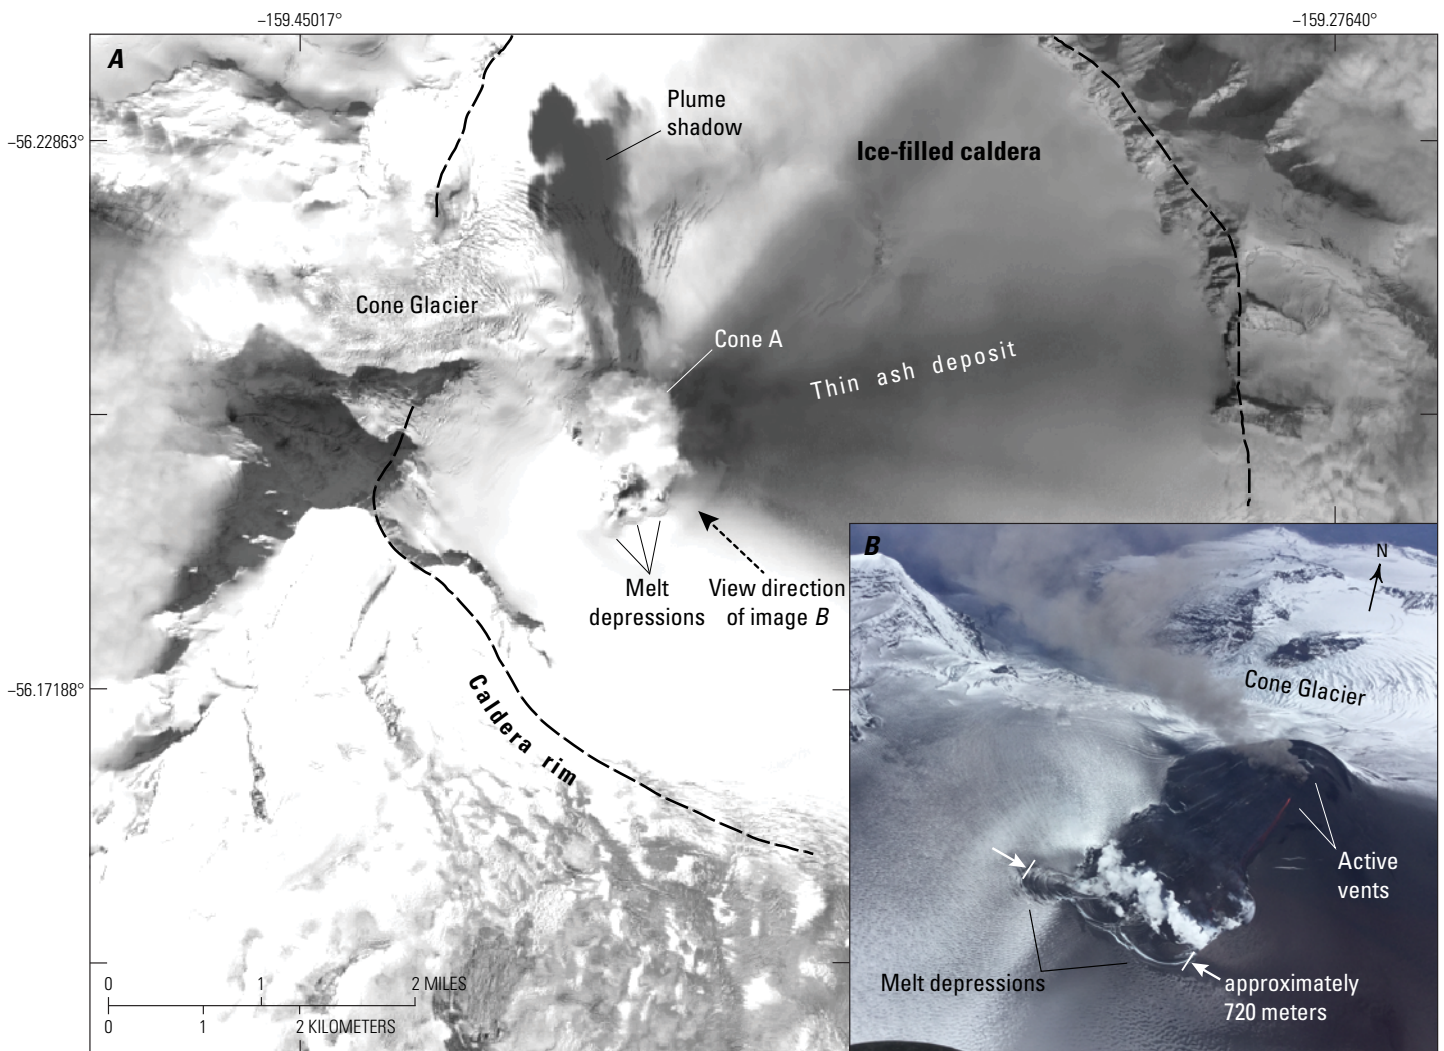 –159.45017°
–159.27640°
A
Plume
shadow
–56.22863°
Ice-filled caldera
Cone Glacier
Cone A
Thin ash deposit
Melt
depressions
View direction
of image B
B
N
–56.17188°
Caldera rim
Cone Glacier
Active
vents
Melt depressions
approximately
720 meters
0 1 2 MILES
0 1 2 KILOMETERS